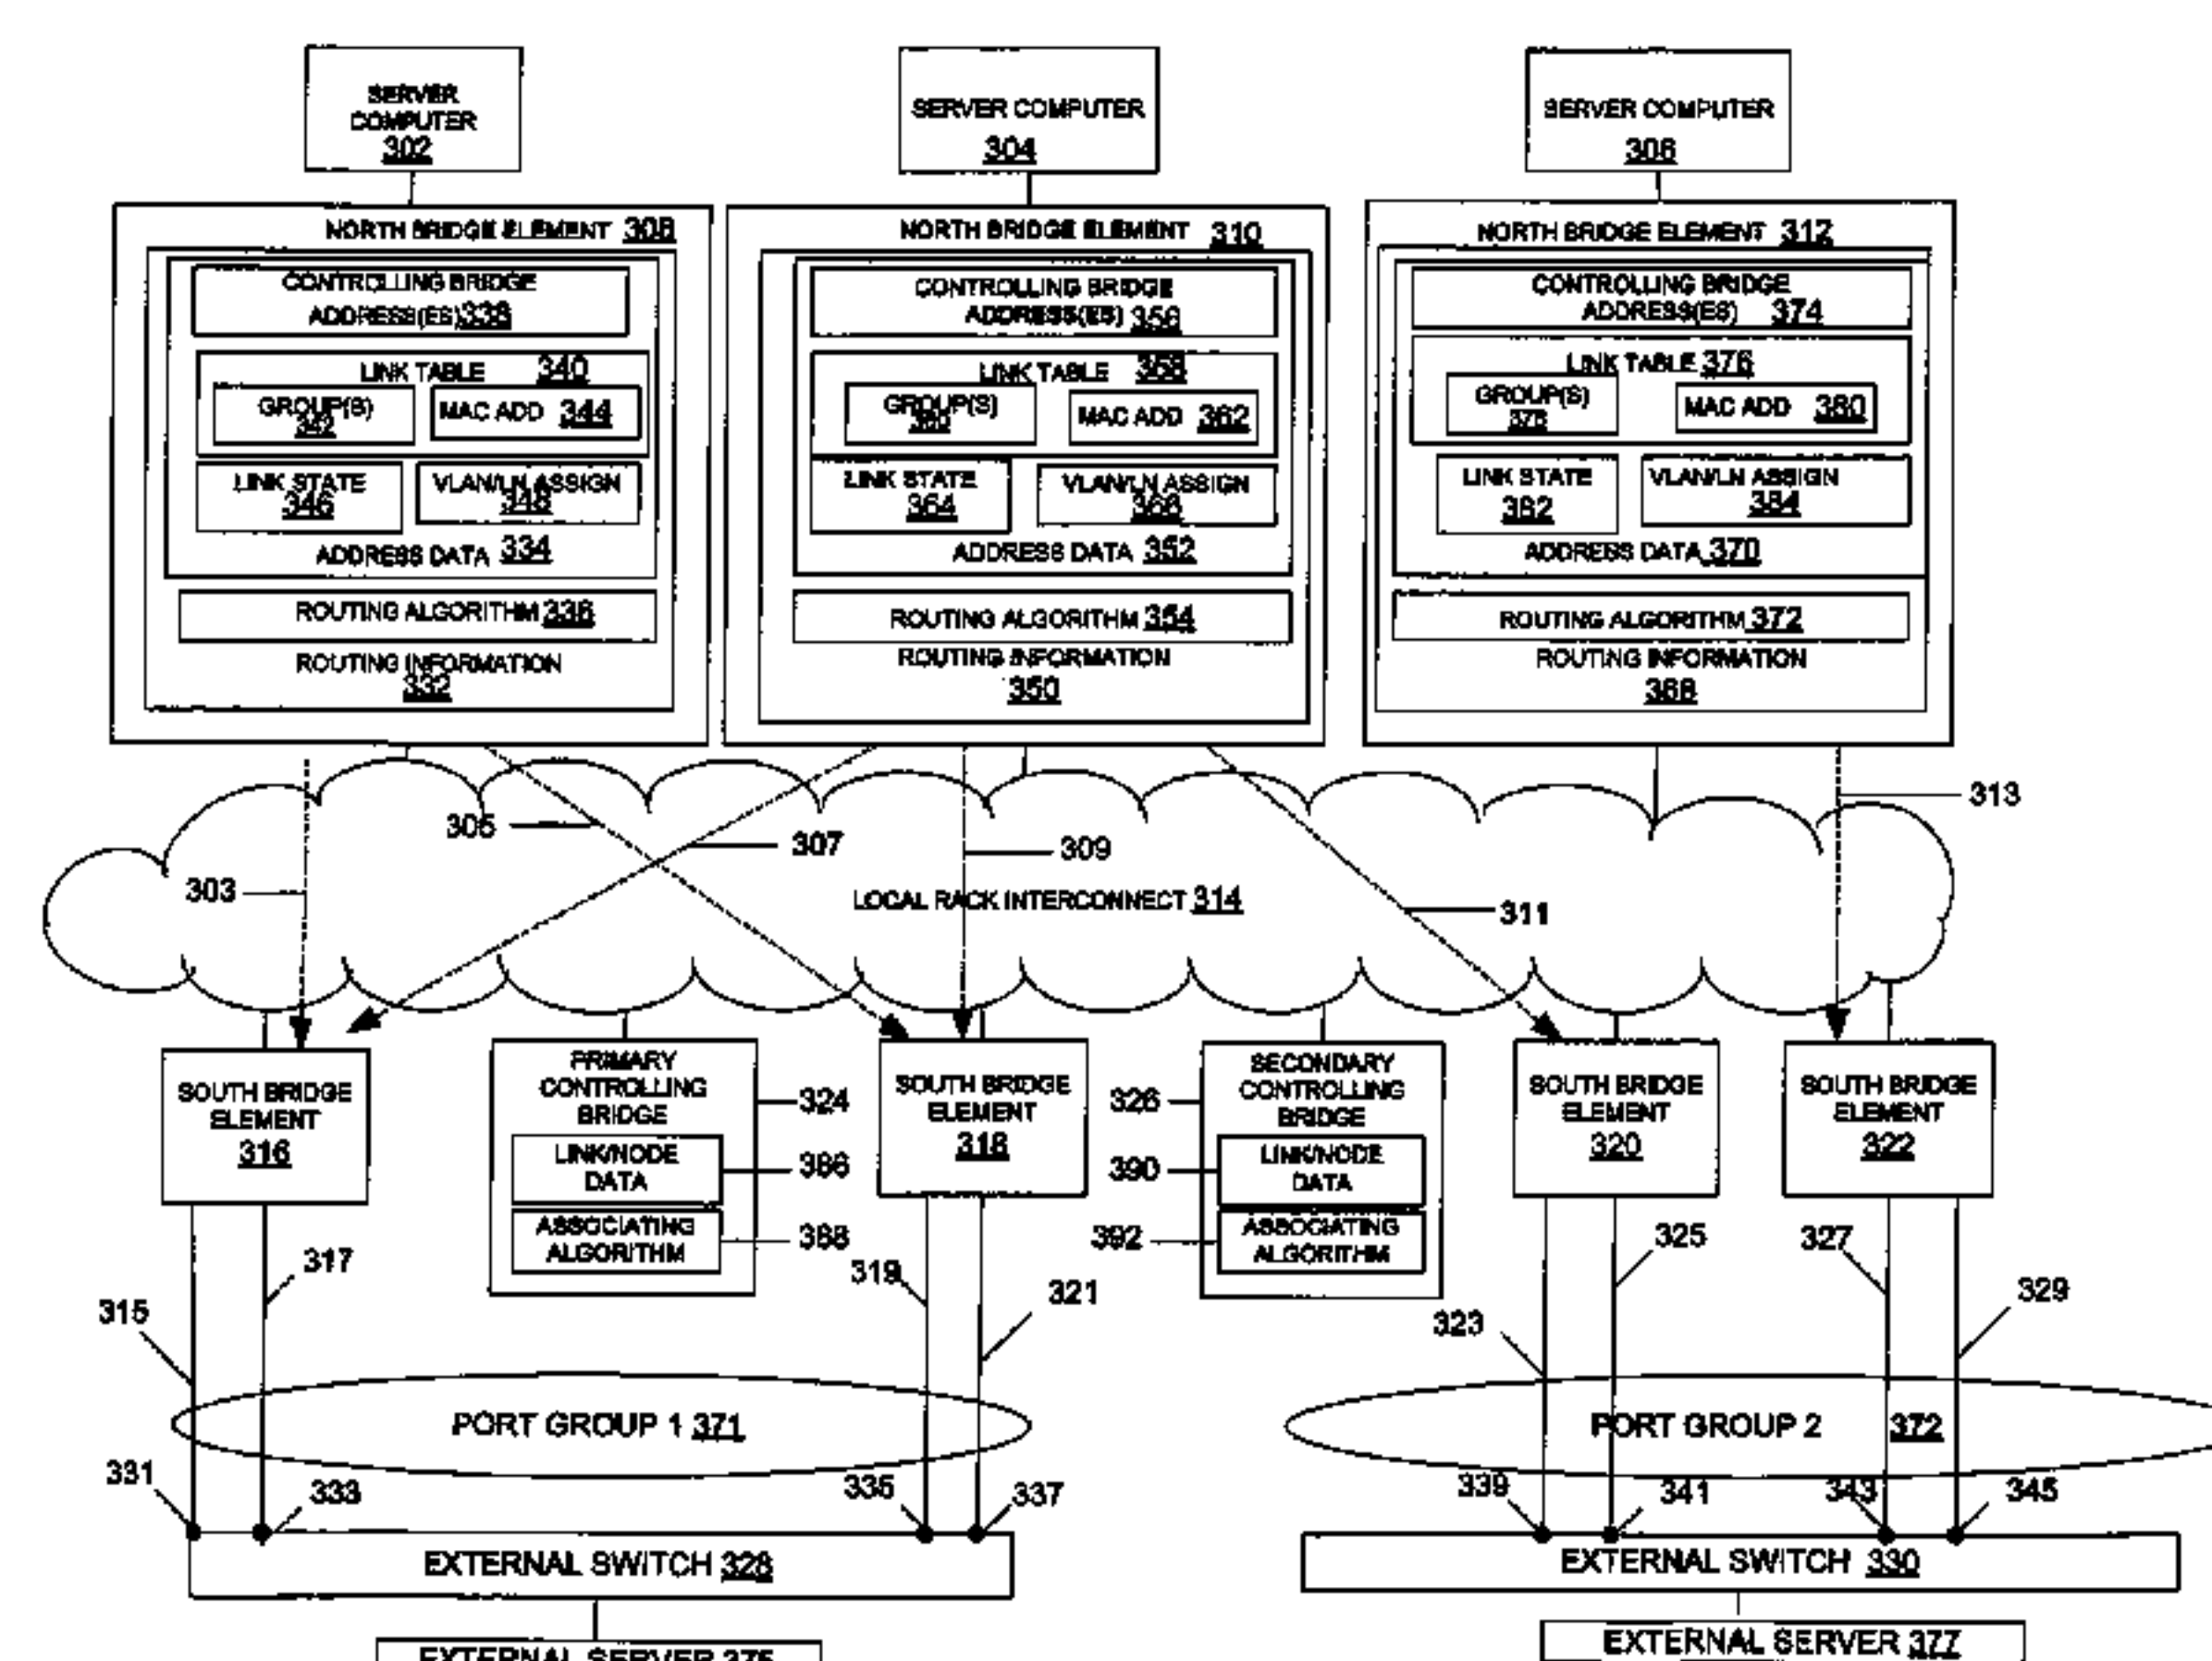 SERVER
COMPUTER
302
SERVER COMPUTER
304
SERVER COMPUTER
306
NORTH BRIDGE ELEMENT 308
CONTROLLING BRIDGE
ADDRESS(ES) 338
LINK TABLE 340
GROUP(S)
342
MAC ADD 344
LINK STATE
346
VLAN/LN ASSIGN
348
ADDRESS DATA 334
ROUTING ALGORITHM 336
ROUTING INFORMATION
332
NORTH BRIDGE ELEMENT 310
CONTROLLING BRIDGE
ADDRESS(ES) 356
LINK TABLE 358
GROUP(S)
360
MAC ADD 362
LINK STATE
364
VLAN/LN ASSIGN
366
ADDRESS DATA 352
ROUTING ALGORITHM 354
ROUTING INFORMATION
350
NORTH BRIDGE ELEMENT 312
CONTROLLING BRIDGE
ADDRESS(ES) 374
LINK TABLE 376
GROUP(S)
378
MAC ADD 380
LINK STATE
382
VLAN/LN ASSIGN
384
ADDRESS DATA 370
ROUTING ALGORITHM 372
ROUTING INFORMATION
368
313
305
307
309
303
LOCAL RACK INTERCONNECT 314
311
SOUTH BRIDGE
ELEMENT
316
PRIMARY
CONTROLLING
BRIDGE
324
LINK/NODE
DATA
386
ASSOCIATING
ALGORITHM
388
SOUTH BRIDGE
ELEMENT
318
SECONDARY
CONTROLLING
BRIDGE
326
LINK/NODE
DATA
390
ASSOCIATING
ALGORITHM
392
SOUTH BRIDGE
ELEMENT
320
SOUTH BRIDGE
ELEMENT
322
315
317
319
321
323
325
327
329
PORT GROUP 1 371
PORT GROUP 2 372
331
333
335
337
339
341
343
345
EXTERNAL SWITCH 328
EXTERNAL SWITCH 330
EXTERNAL SERVER 375
EXTERNAL SERVER 377